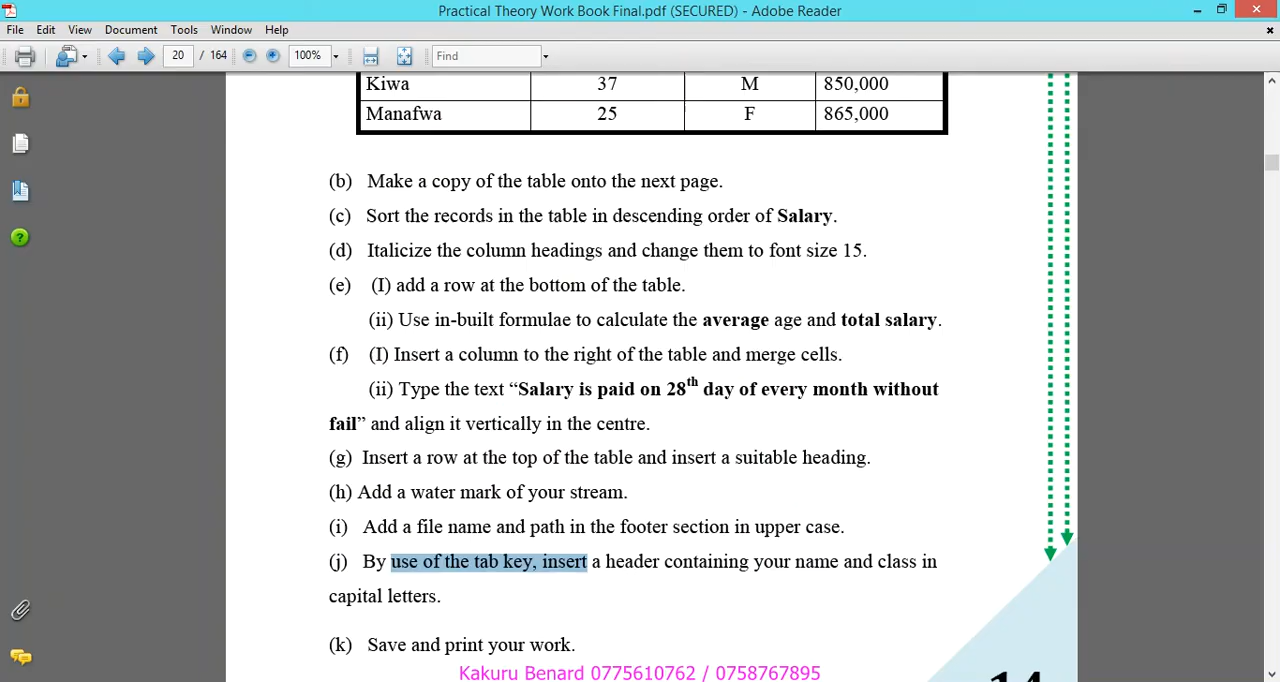 Practical Theory Work Book Final.pdf (SECURED) - Adobe Reader
File Edit View Document Tools Window Help
20 / 164 100% Find
Kiwa 37 M 850,000
Manafwa 25 F 865,000
(b) Make a copy of the table onto the next page.
(c) Sort the records in the table in descending order of Salary.
(d) Italicize the column headings and change them to font size 15.
(e) (I) add a row at the bottom of the table.
(ii) Use in-built formulae to calculate the average age and total salary.
(f) (I) Insert a column to the right of the table and merge cells.
(ii) Type the text “Salary is paid on 28th day of every month without
fail” and align it vertically in the centre.
(g) Insert a row at the top of the table and insert a suitable heading.
(h) Add a water mark of your stream.
(i) Add a file name and path in the footer section in upper case.
(j) By use of the tab key, insert a header containing your name and class in
capital letters.
(k) Save and print your work.
Kakuru Benard 0775610762 / 0758767895